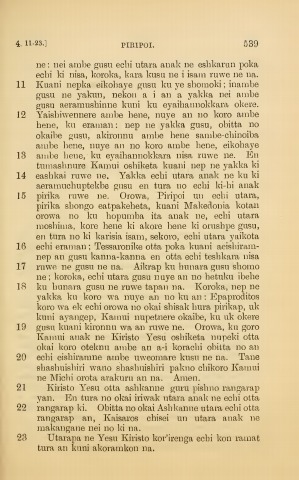 4. 11-23.] PIRIPOI. 539
ne: nei ambe gusu echi utara anak ne eshkarun poka
echi ki nisa, koroka, kara kusu ne i isam ruwe ne na.
11 Kuani nepka eikohaye gusu ku ye shomoki; inambe
gusu ne yakun, nekon a i an a yakka nei ambe
gusu aeramushinne kuni ku eyaihannokkara okere.
12 Yaishiwennere ambe hene, nuye an no koro ambe
hene, ku eraman: nep ne yakka gusu, obitta no
okaibe gusu, akironnu ambe hene samhe-chinoiba
ambe hene, nuye an no koro ambe hene, eikohaye
13 ambe hene, ku eyaihannokkara nisa ruwe ne. En
tumashnure Kamui oshiketa kuani nep ne yakka ki
14 eashkai ruwe ne. Yakka echi utara anak ne ku ki
aeramuchuptekbe gusu en tura no echi ki-hi anak
15 pirika ruwe ne. Orowa, Piripoi un echi utara,
pirika shongo eatpakeheta, kuani Makedonia kotan
orowa no ku hopumba ita anak ne, echi utara
moshima, kore hene ki akore hene ki orushpe gusu,
en tura no ki karisia isam, sekoro, echi utara yaikota
16 echi eraman; Tessaronike otta poka kuani aeishiram-
nep an gusu kanna-kanna en otta echi teshkara nisa
17 ruwe ne gusu ne na. Aikrap ku hunara gusu shomo
ne; koroka, echi utara gusu nuye an no betuku ikehe
18 ku hunara gusu ne ruwe tapan na. Koroka, nep ne
yakka ku koro wa nuye an no ku an: Epaproditos
koro wa ek echi orowa no okai shisak hura pirikap, uk
kuni ayangep, Kamui nupetnere okaibe, ku uk okere
19 gusu kuani kironnu wa an ruwe ne. Orowa, ku goro
Kamui anak ne Kiristo Yesu oshiketa nupeki otta
okai koro oteknu ambe an a-i korachi obitta no an
20 echi eishiramne ambe uweomare kusu ne na. Tane
shashuishiri wano shashuishiri pakno chikoro Kamui
ne Michi orota arakuru an na. Amen.
21 Kiristo Yesu otta ashkanne guru pishno rangarap
yan. En tura no okai iriwak utara anak ne echi otta
22 rangarap ki. Obitta no okai Ashkanne utara echi otta
rangarap an, Kaisaros chisei un utara anak ne
makangane nei no ki na.
23 Utarapa ne Yesu Kiristo kor'irenga echi kon ramat
tura an kuni akoramkon na.